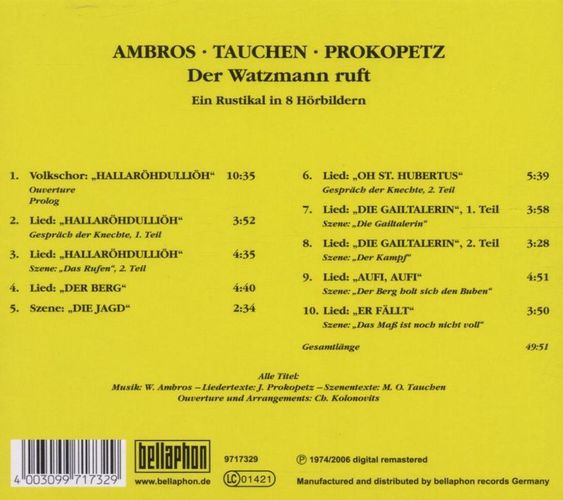 AMBROS · TAUCHEN · PROKOPETZ
Der Watzmann ruft
Ein Rustikal in 8 Hörbildern
1. Volkschor: „HALLARÖHDULLIÖH“ 10:35
Ouverture
Prolog
2. Lied: „HALLARÖHDULLIÖH“ 3:52
Gespräch der Knechte, 1. Teil
3. Lied: „HALLARÖHDULLIÖH“ 4:35
Szene: „Das Rufen“, 2. Teil
4. Lied: „DER BERG“ 4:40
5. Szene: „DIE JAGD“ 2:34
6. Lied: „OH ST. HUBERTUS“ 5:39
Gespräch der Knechte, 2. Teil
7. Lied: „DIE GAILTALERIN“, 1. Teil 3:58
Szene: „Die Gailtalerin“
8. Lied: „DIE GAILTALERIN“, 2. Teil 3:28
Szene: „Der Kampf“
9. Lied: „AUFI, AUFI“ 4:51
Szene: „Der Berg holt sich den Buben“
10. Lied: „ER FÄLLT“ 3:50
Szene: „Das Maß ist noch nicht voll“
Gesamtlänge 49:51
Alle Titel:
Musik: W. Ambros – Liedertexte: J. Prokopetz – Szenentexte: M. O. Tauchen
Ouverture und Arrangements: Ch. Kolonovits
4 003099 717329
bellaphon
www.bellaphon.de
9717329
LC 01421
℗ 1974/2006 digital remastered
Manufactured and distributed by bellaphon records Germany